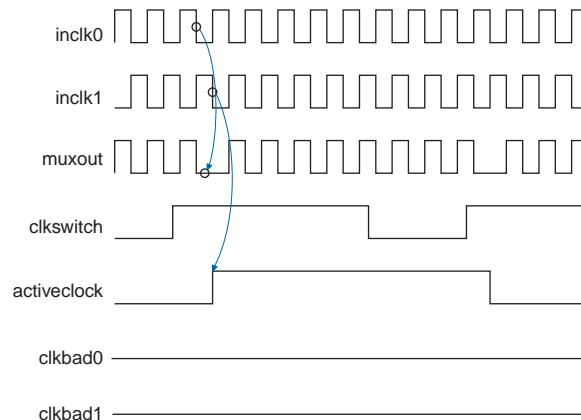 inclk0
inclk1
muxout
clkswitch
activeclock
clkbad0
clkbad1